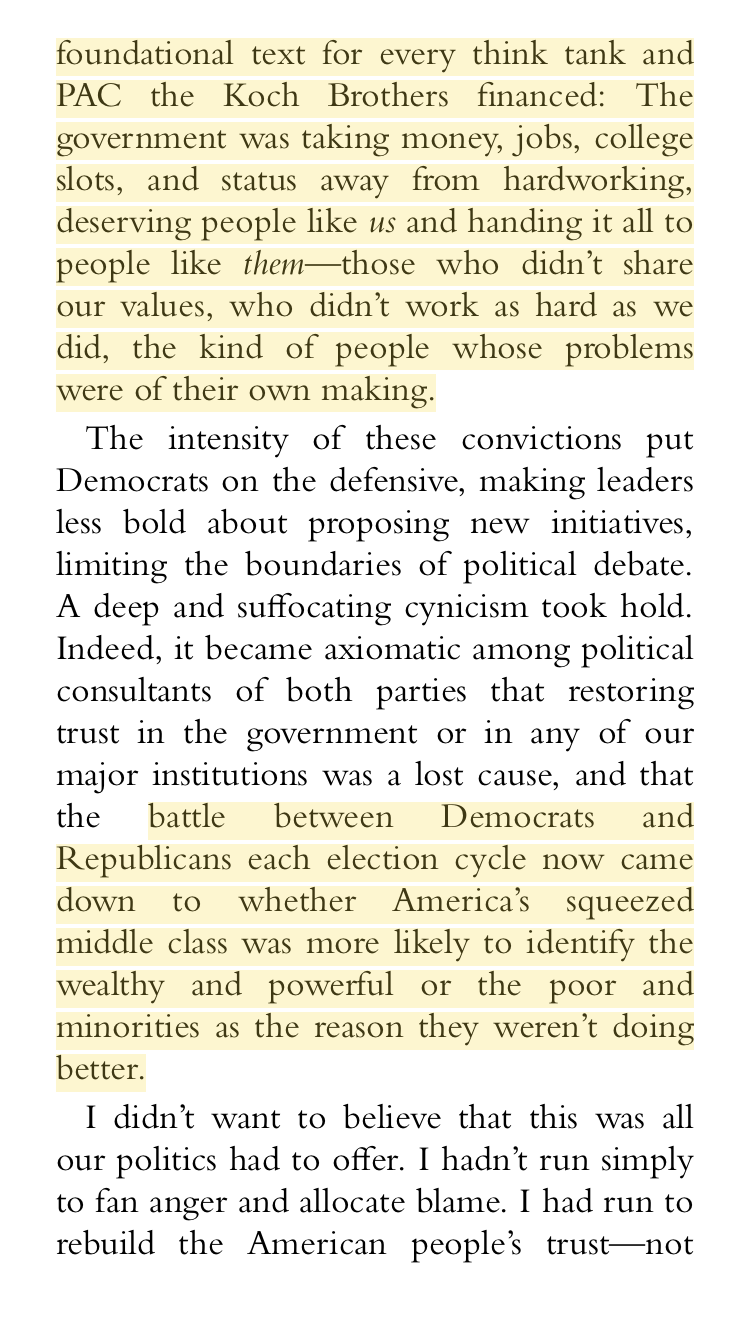 foundational text for every think tank and
PAC the Koch Brothers financed: The
government was taking money, jobs, college
slots, and status away from hardworking,
deserving people like us and handing it all to
people like them—those who didn’t share
our values, who didn’t work as hard as we
did, the kind of people whose problems
were of their own making.
The intensity of these convictions put
Democrats on the defensive, making leaders
less bold about proposing new initiatives,
limiting the boundaries of political debate.
A deep and suffocating cynicism took hold.
Indeed, it became axiomatic among political
consultants of both parties that restoring
trust in the government or in any of our
major institutions was a lost cause, and that
the battle between Democrats and
Republicans each election cycle now came
down to whether America’s squeezed
middle class was more likely to identify the
wealthy and powerful or the poor and
minorities as the reason they weren’t doing
better.
I didn’t want to believe that this was all
our politics had to offer. I hadn’t run simply
to fan anger and allocate blame. I had run to
rebuild the American people’s trust—not